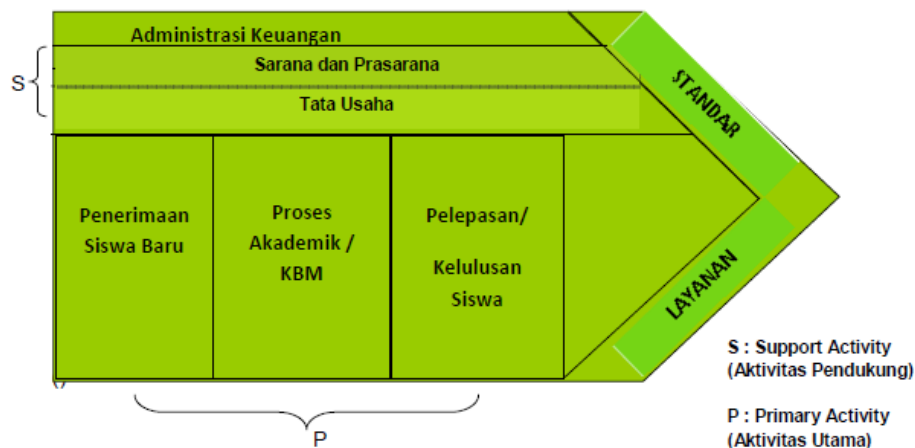 Administrasi Keuangan
Sarana dan Prasarana
Tata Usaha
S
Penerimaan
Siswa Baru
Proses
Akademik /
KBM
Pelepasan/
Kelulusan
Siswa
STANDAR
LAYANAN
P
S : Support Activity
(Aktivitas Pendukung)
P : Primary Activity
(Aktivitas Utama)